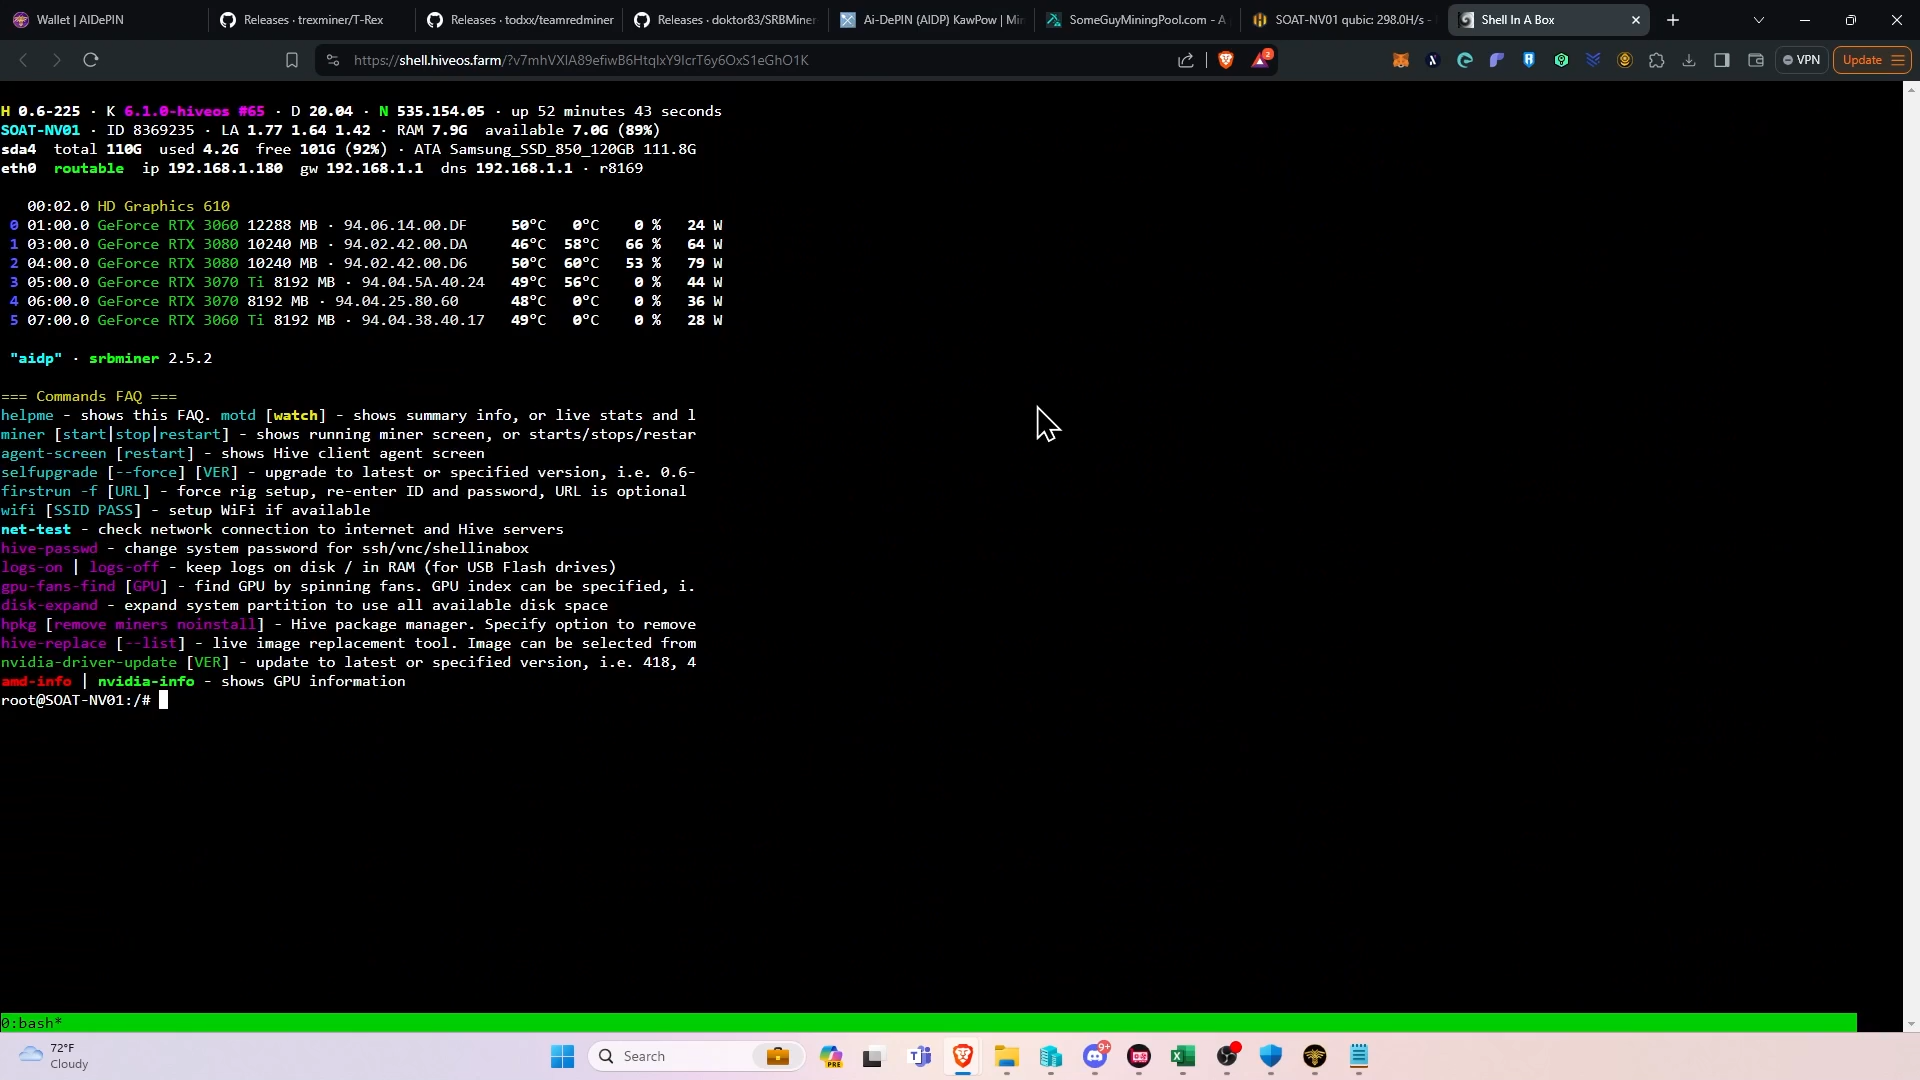 Wallet | AIDePIN
Releases · trexminer/T-Rex
Releases · todxx/teamredminer
Releases · doktor83/SRBMiner
Ai-DePIN (AIDP) KawPow | Min
SomeGuyMiningPool.com - A
SOAT-NV01 qubic: 298.0H/s -
Shell In A Box
https://shell.hiveos.farm/?v7mhVXIA89efiwB6HtqlxY9IcrT6y6OxS1eGhO1K
2
VPN
Update
H 0.6-225 · K 6.1.0-hiveos #65 · D 20.04 · N 535.154.05 · up 52 minutes 43 seconds
SOAT-NV01 · ID 8369235 · LA 1.77 1.64 1.42 · RAM 7.9G available 7.0G (89%)
sda4 total 110G used 4.2G free 101G (92%) · ATA Samsung_SSD_850_120GB 111.8G
eth0 routable ip 192.168.1.180 gw 192.168.1.1 dns 192.168.1.1 · r8169
00:02.0 HD Graphics 610
0 01:00.0 GeForce RTX 3060 12288 MB · 94.06.14.00.DF 50°C 0°C 0 % 24 W
1 03:00.0 GeForce RTX 3080 10240 MB · 94.02.42.00.DA 46°C 58°C 66 % 64 W
2 04:00.0 GeForce RTX 3080 10240 MB · 94.02.42.00.D6 50°C 60°C 53 % 79 W
3 05:00.0 GeForce RTX 3070 Ti 8192 MB · 94.04.5A.40.24 49°C 56°C 0 % 44 W
4 06:00.0 GeForce RTX 3070 8192 MB · 94.04.25.80.60 48°C 0°C 0 % 36 W
5 07:00.0 GeForce RTX 3060 Ti 8192 MB · 94.04.38.40.17 49°C 0°C 0 % 28 W
"aidp" · srbminer 2.5.2
=== Commands FAQ ===
helpme - shows this FAQ. motd [watch] - shows summary info, or live stats and l
miner [start|stop|restart] - shows running miner screen, or starts/stops/restar
agent-screen [restart] - shows Hive client agent screen
selfupgrade [--force] [VER] - upgrade to latest or specified version, i.e. 0.6-
firstrun -f [URL] - force rig setup, re-enter ID and password, URL is optional
wifi [SSID PASS] - setup WiFi if available
net-test - check network connection to internet and Hive servers
hive-passwd - change system password for ssh/vnc/shellinabox
logs-on | logs-off - keep logs on disk / in RAM (for USB Flash drives)
gpu-fans-find [GPU] - find GPU by spinning fans. GPU index can be specified, i.
disk-expand - expand system partition to use all available disk space
hpkg [remove miners noinstall] - Hive package manager. Specify option to remove
hive-replace [--list] - live image replacement tool. Image can be selected from
nvidia-driver-update [VER] - update to latest or specified version, i.e. 418, 4
amd-info | nvidia-info - shows GPU information
root@SOAT-NV01:/#
0:bash*
72°F
Cloudy
Search
PRE
9+